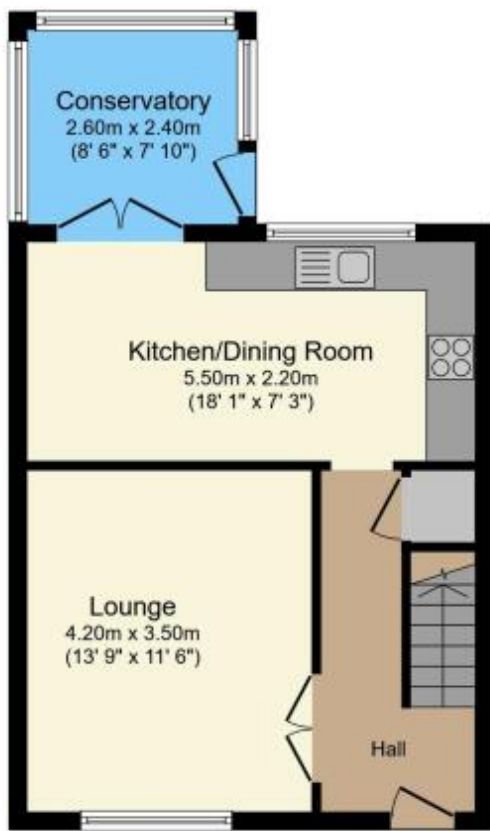 Conservatory
2.60m x 2.40m
(8' 6" x 7' 10")
Kitchen/Dining Room
5.50m x 2.20m
(18' 1" x 7' 3")
Lounge
4.20m x 3.50m
(13' 9" x 11' 6")
Hall